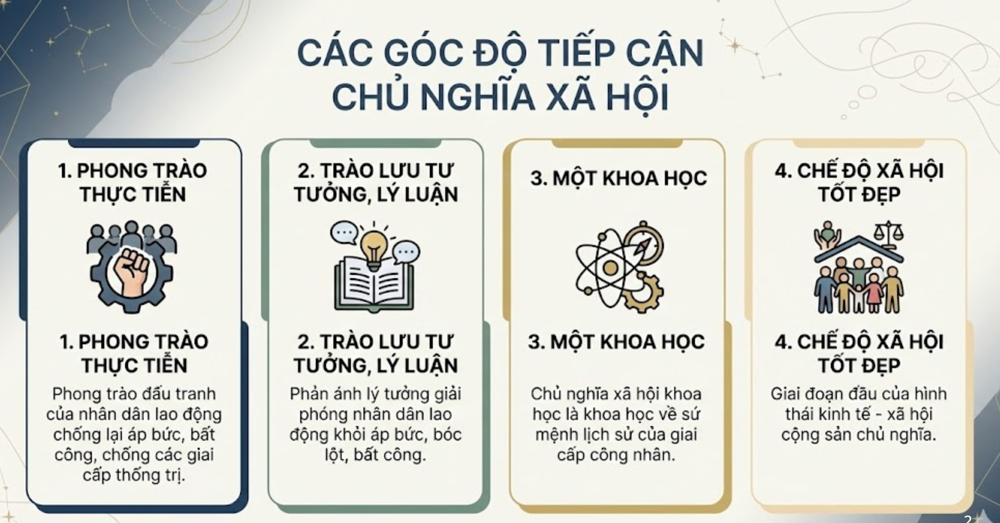 CÁC GÓC ĐỘ TIẾP CẬN
CHỦ NGHĨA XÃ HỘI
1. PHONG TRÀO
THỰC TIỄN
1. PHONG TRÀO
THỰC TIỄN
Phong trào đấu tranh
của nhân dân lao động
chống lại áp bức, bất
công, chống các giai
cấp thống trị.
2. TRÀO LƯU TƯ
TƯỞNG, LÝ LUẬN
2. TRÀO LƯU TƯ
TƯỞNG, LÝ LUẬN
Phản ánh lý tưởng giải
phóng nhân dân lao
động khỏi áp bức, bóc
lột, bất công.
3. MỘT KHOA HỌC
3. MỘT KHOA HỌC
Chủ nghĩa xã hội khoa
học là khoa học về sứ
mệnh lịch sử của giai
cấp công nhân.
4. CHẾ ĐỘ XÃ HỘI
TỐT ĐẸP
4. CHẾ ĐỘ XÃ HỘI
TỐT ĐẸP
Giai đoạn đầu của hình
thái kinh tế - xã hội
cộng sản chủ nghĩa.
2